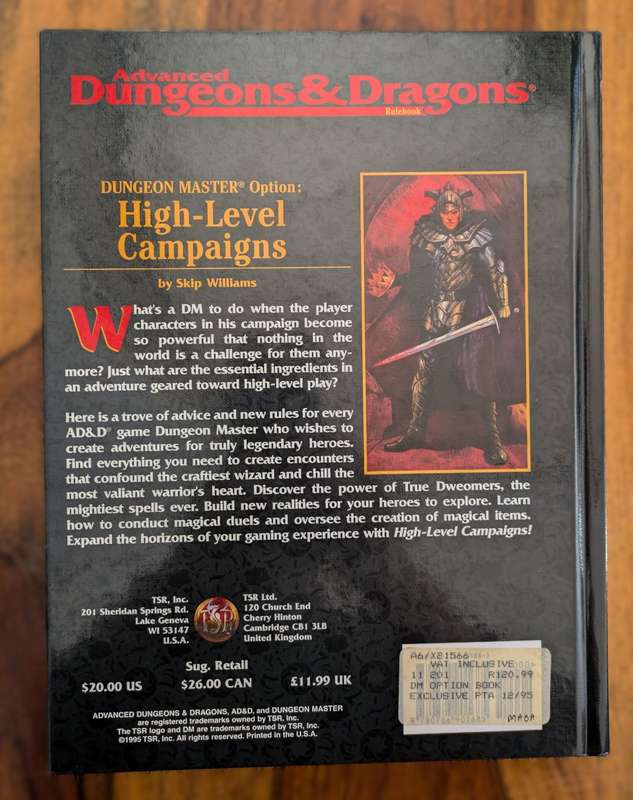 Advanced
Dungeons & Dragons®
Rulebook
DUNGEON MASTER® Option:
High-Level
Campaigns
by Skip Williams
What's a DM to do when the player
characters in his campaign become
so powerful that nothing in the
world is a challenge for them any-
more? Just what are the essential ingredients in
an adventure geared toward high-level play?
Here is a trove of advice and new rules for every
AD&D® game Dungeon Master who wishes to
create adventures for truly legendary heroes.
Find everything you need to create encounters
that confound the craftiest wizard and chill the
most valiant warrior's heart. Discover the power of True Dweomers, the
mightiest spells ever. Build new realities for your heroes to explore. Learn
how to conduct magical duels and oversee the creation of magical items.
Expand the horizons of your gaming experience with High-Level Campaigns!
TSR, Inc.
201 Sheridan Springs Rd.
Lake Geneva
WI 53147
U.S.A.
TSR
TSR Ltd.
120 Church End
Cherry Hinton
Cambridge CB1 3LB
United Kingdom
Sug. Retail
$20.00 US $26.00 CAN £11.99 UK
ADVANCED DUNGEONS & DRAGONS, AD&D, and DUNGEON MASTER
are registered trademarks owned by TSR, Inc.
The TSR logo and DM are trademarks owned by TSR, Inc.
©1995 TSR, Inc. All rights reserved. Printed in the U.S.A.
A6/X21566
VAT INCLUSIVE
11 201 R120.99
DM OPTION BOOK
EXCLUSIVE PTA 12/95